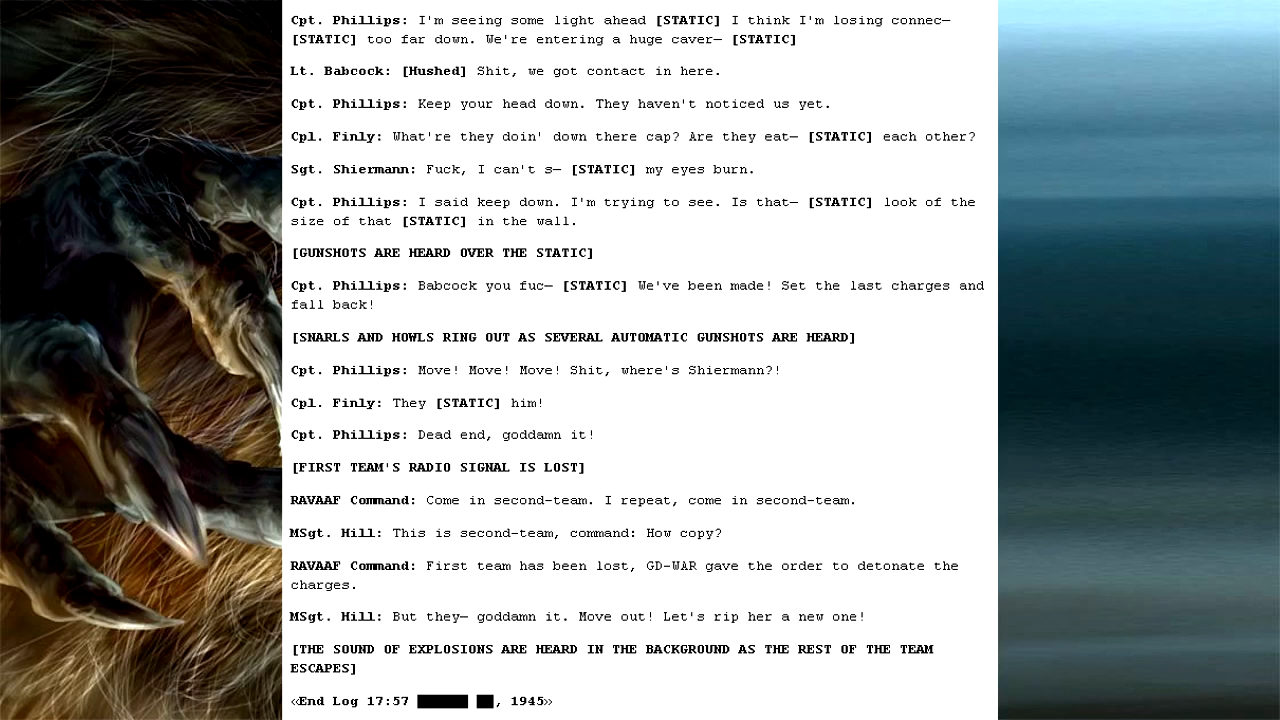 Cpt. Phillips: I'm seeing some light ahead [STATIC] I think I'm losing connec—
[STATIC] too far down. We're entering a huge caver— [STATIC]
Lt. Babcock: [Hushed] Shit, we got contact in here.
Cpt. Phillips: Keep your head down. They haven't noticed us yet.
Cpl. Finly: What're they doin' down there cap? Are they eat— [STATIC] each other?
Sgt. Shiermann: Fuck, I can't s— [STATIC] my eyes burn.
Cpt. Phillips: I said keep down. I'm trying to see. Is that— [STATIC] look of the
size of that [STATIC] in the wall.
[GUNSHOTS ARE HEARD OVER THE STATIC]
Cpt. Phillips: Babcock you fuc— [STATIC] We've been made! Set the last charges and
fall back!
[SNARLS AND HOWLS RING OUT AS SEVERAL AUTOMATIC GUNSHOTS ARE HEARD]
Cpt. Phillips: Move! Move! Move! Shit, where's Shiermann?!
Cpl. Finly: They [STATIC] him!
Cpt. Phillips: Dead end, goddamn it!
[FIRST TEAM'S RADIO SIGNAL IS LOST]
RAVAAF Command: Come in second-team. I repeat, come in second-team.
MSgt. Hill: This is second-team, command: How copy?
RAVAAF Command: First team has been lost, GD-WAR gave the order to detonate the
charges.
MSgt. Hill: But they— goddamn it. Move out! Let's rip her a new one!
[THE SOUND OF EXPLOSIONS ARE HEARD IN THE BACKGROUND AS THE REST OF THE TEAM
ESCAPES]
«End Log 17:57 ██████ ██, 1945»